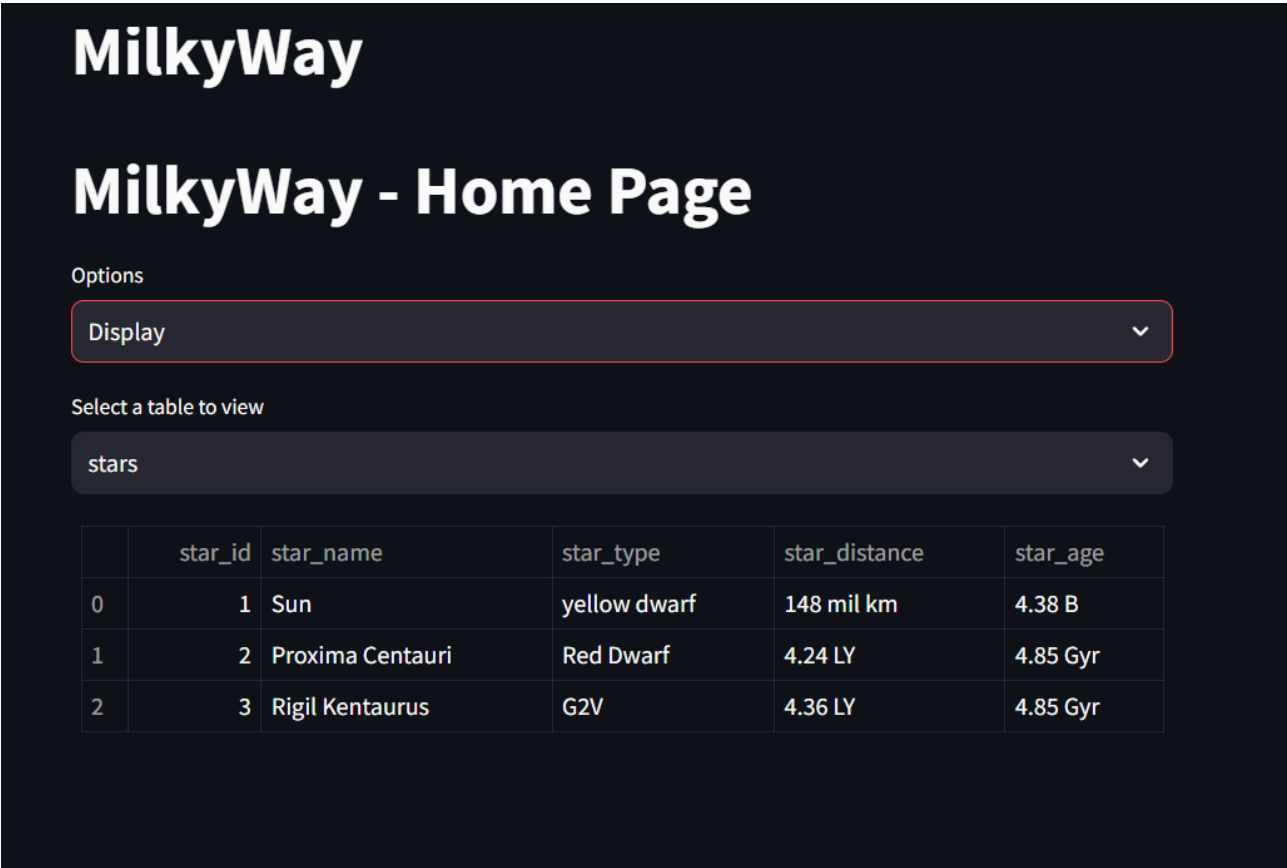 MilkyWay
MilkyWay - Home Page
Options
Display
Select a table to view
stars
star_id star_name star_type star_distance star_age
0 1 Sun yellow dwarf 148 mil km 4.38 B
1 2 Proxima Centauri Red Dwarf 4.24 LY 4.85 Gyr
2 3 Rigil Kentaurus G2V 4.36 LY 4.85 Gyr